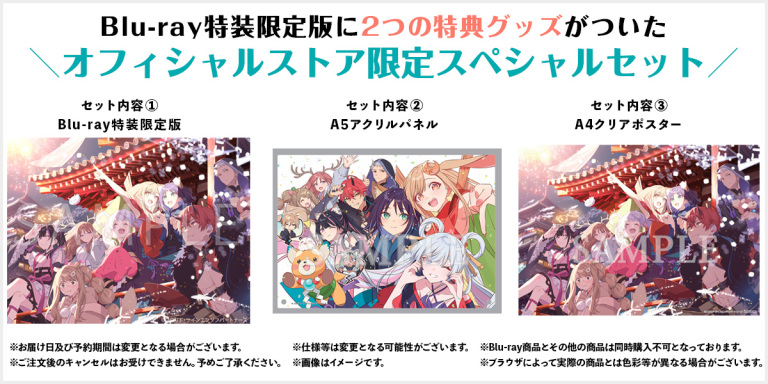 Blu-ray特装限定版に2つの特典グッズがついた
＼オフィシャルストア限定スペシャルセット／
セット内容①
Blu-ray特装限定版
セット内容②
A5アクリルパネル
セット内容③
A4クリアポスター
SAMPLE
SAMPLE
SAMPLE
※お届け日及び予約期間は変更となる場合がございます。
※ご注文後のキャンセルはお受けできません。予めご了承ください。
※仕様等は変更となる可能性がございます。
※画像はイメージです。
※Blu-ray商品とその他の商品は同時購入不可となっております。
※ブラウザによって実際の商品とは色彩等が異なる場合がございます。